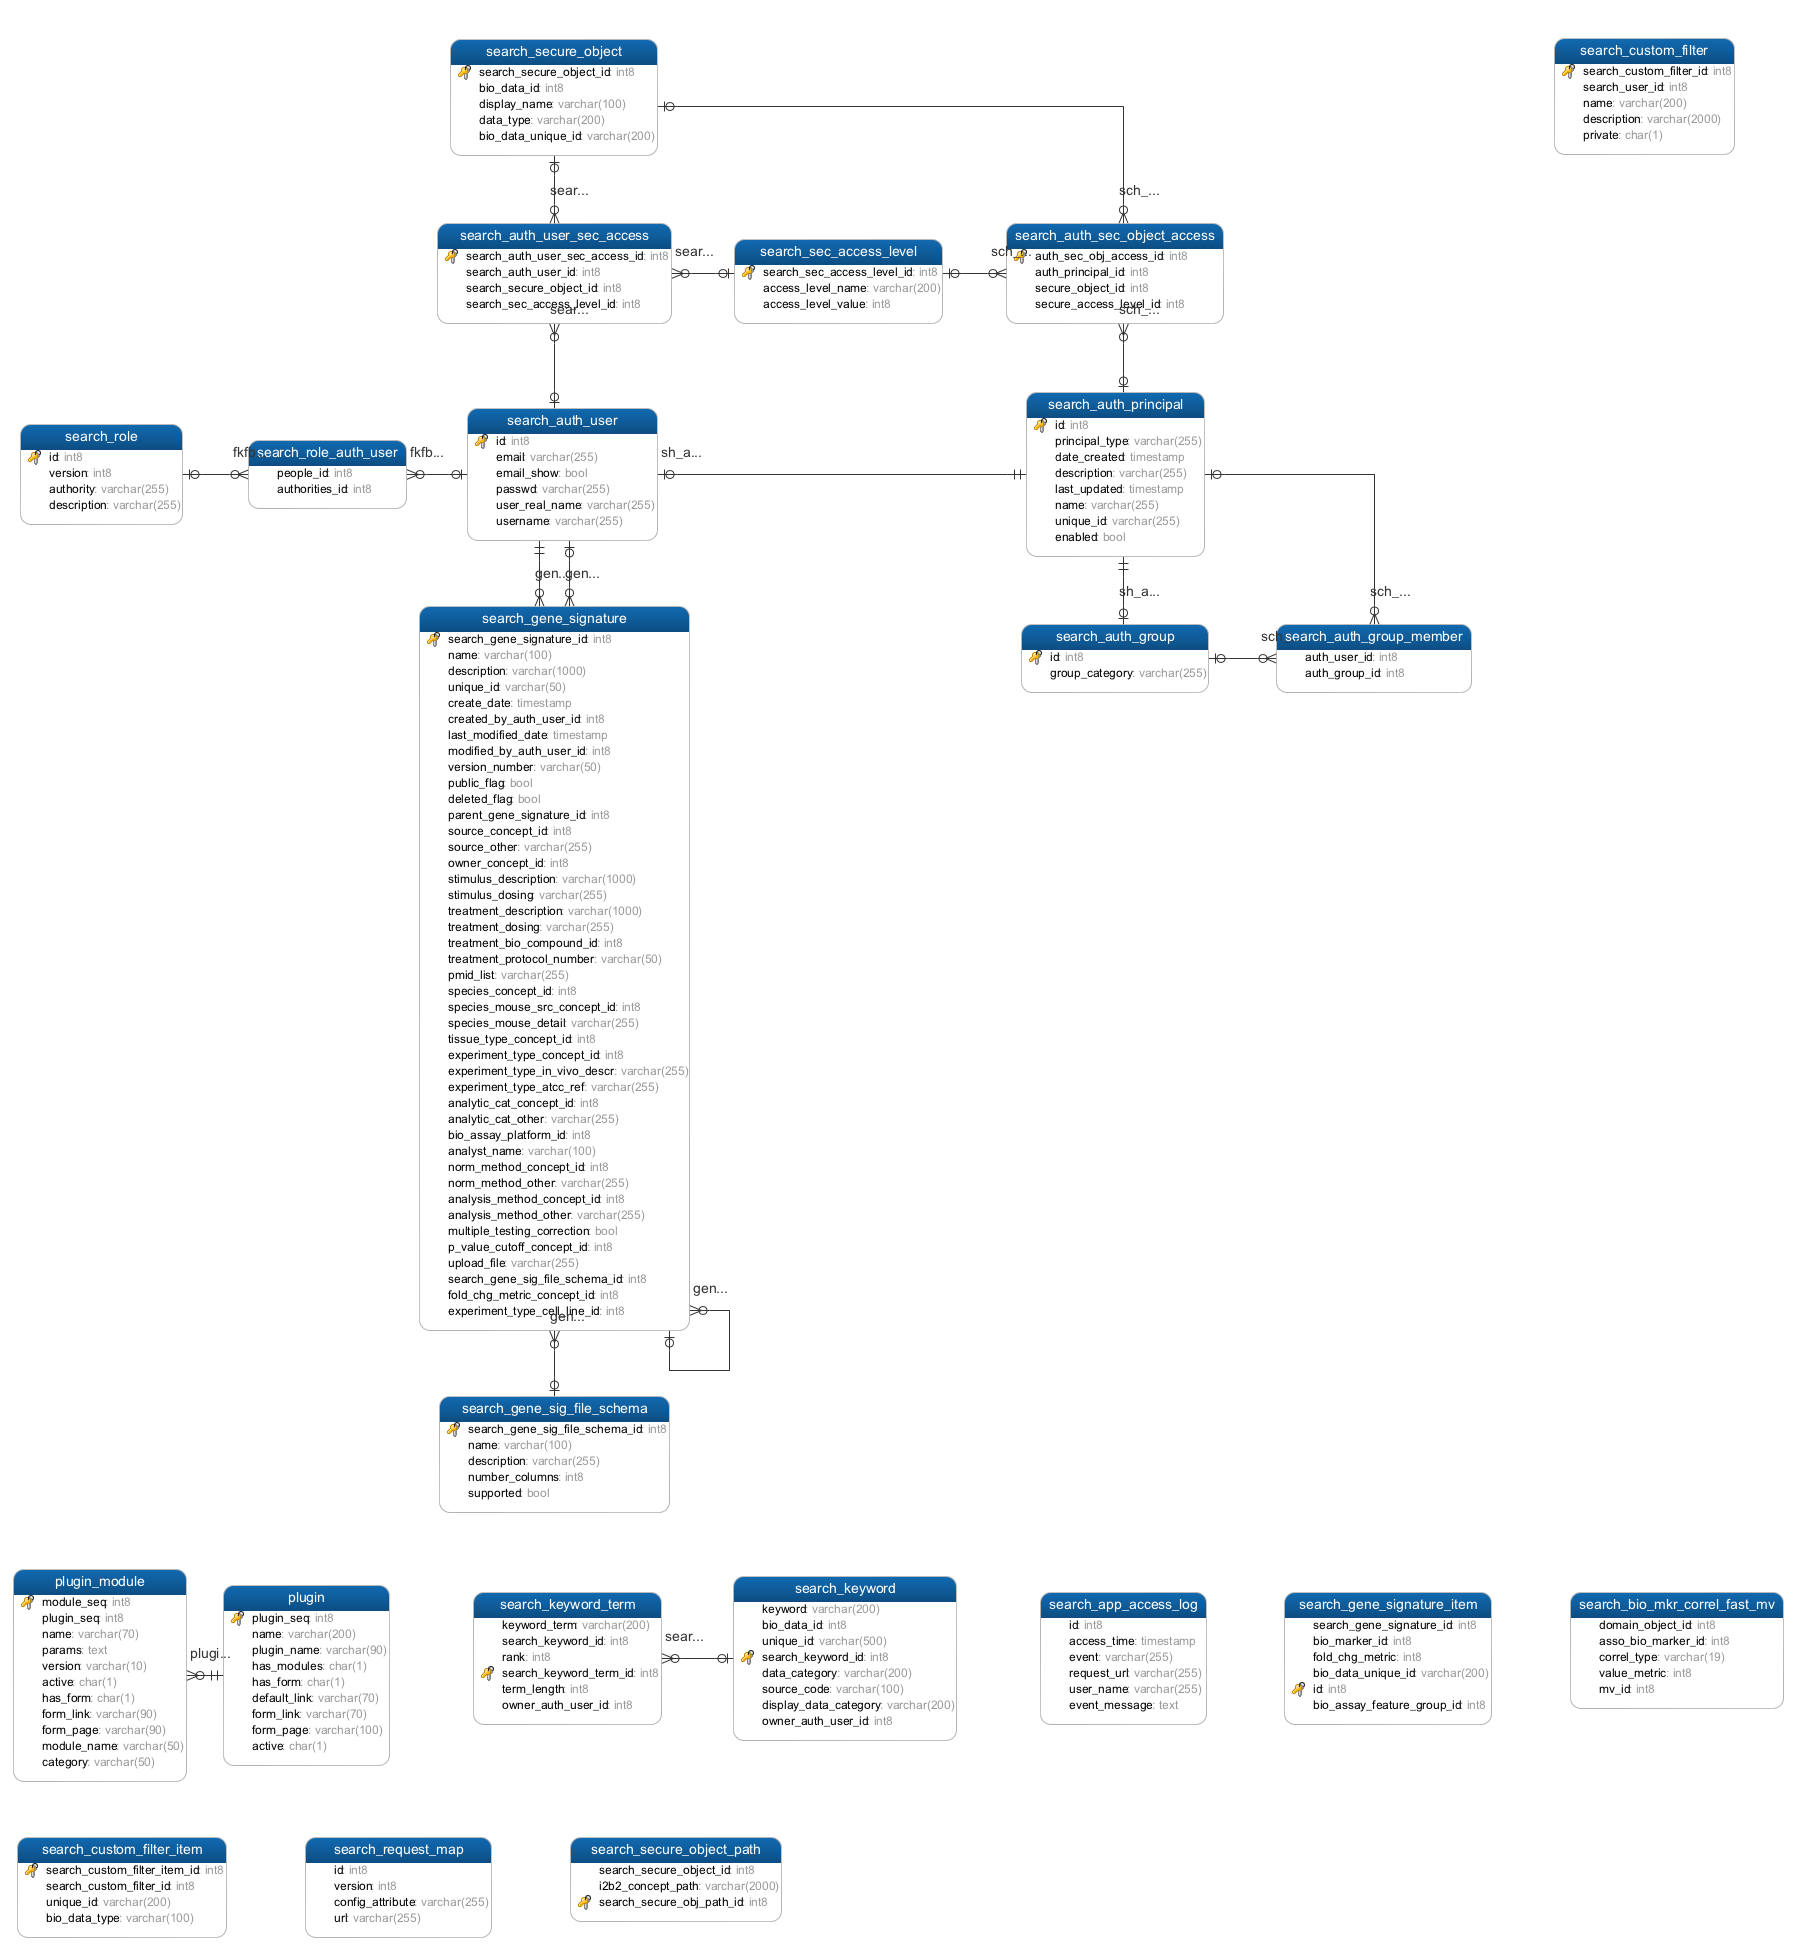 search_secure_object
search_secure_object_id: int8
bio_data_id: int8
display_name: varchar(100)
data_type: varchar(200)
bio_data_unique_id: varchar(200)
search_custom_filter
search_custom_filter_id: int8
search_user_id: int8
name: varchar(200)
description: varchar(2000)
private: char(1)
sear...
sch_...
search_auth_user_sec_access
search_auth_user_sec_access_id: int8
search_auth_user_id: int8
search_secure_object_id: int8
search_sec_access_level_id: int8
sear...
sear...
search_sec_access_level
search_sec_access_level_id: int8
access_level_name: varchar(200)
access_level_value: int8
sch_...
search_auth_sec_object_access
auth_sec_obj_access_id: int8
auth_principal_id: int8
secure_object_id: int8
secure_access_level_id: int8
sch_...
search_role
id: int8
version: int8
authority: varchar(255)
description: varchar(255)
search_role_auth_user
people_id: int8
authorities_id: int8
fkfb...
search_auth_user
id: int8
email: varchar(255)
email_show: bool
passwd: varchar(255)
user_real_name: varchar(255)
username: varchar(255)
sh_a...
search_auth_principal
id: int8
principal_type: varchar(255)
date_created: timestamp
description: varchar(255)
last_updated: timestamp
name: varchar(255)
unique_id: varchar(255)
enabled: bool
gen...
gen...
sh_a...
sch_...
search_auth_group
id: int8
group_category: varchar(255)
search_auth_group_member
auth_user_id: int8
auth_group_id: int8
search_gene_signature
search_gene_signature_id: int8
name: varchar(100)
description: varchar(1000)
unique_id: varchar(50)
create_date: timestamp
created_by_auth_user_id: int8
last_modified_date: timestamp
modified_by_auth_user_id: int8
version_number: varchar(50)
public_flag: bool
deleted_flag: bool
parent_gene_signature_id: int8
source_concept_id: int8
source_other: varchar(255)
owner_concept_id: int8
stimulus_description: varchar(1000)
stimulus_dosing: varchar(255)
treatment_description: varchar(1000)
treatment_dosing: varchar(255)
treatment_bio_compound_id: int8
treatment_protocol_number: varchar(50)
pmid_list: varchar(255)
species_concept_id: int8
species_mouse_src_concept_id: int8
species_mouse_detail: varchar(255)
tissue_type_concept_id: int8
experiment_type_concept_id: int8
experiment_type_in_vivo_descr: varchar(255)
experiment_type_atcc_ref: varchar(255)
analytic_cat_concept_id: int8
analytic_cat_other: varchar(255)
bio_assay_platform_id: int8
analyst_name: varchar(100)
norm_method_concept_id: int8
norm_method_other: varchar(255)
analysis_method_concept_id: int8
analysis_method_other: varchar(255)
multiple_testing_correction: bool
p_value_cutoff_concept_id: int8
upload_file: varchar(255)
search_gene_sig_file_schema_id: int8
fold_chg_metric_concept_id: int8
experiment_type_cell_line_id: int8
gen...
gen...
search_gene_sig_file_schema
search_gene_sig_file_schema_id: int8
name: varchar(100)
description: varchar(255)
number_columns: int8
supported: bool
plugin_module
module_seq: int8
plugin_seq: int8
name: varchar(70)
params: text
version: varchar(10)
active: char(1)
has_form: char(1)
form_link: varchar(90)
form_page: varchar(90)
module_name: varchar(50)
category: varchar(50)
plugi...
plugin
plugin_seq: int8
name: varchar(200)
plugin_name: varchar(90)
has_modules: char(1)
has_form: char(1)
default_link: varchar(70)
form_link: varchar(70)
form_page: varchar(100)
active: char(1)
search_keyword_term
keyword_term: varchar(200)
search_keyword_id: int8
rank: int8
search_keyword_term_id: int8
term_length: int8
owner_auth_user_id: int8
sear...
search_keyword
keyword: varchar(200)
bio_data_id: int8
unique_id: varchar(500)
search_keyword_id: int8
data_category: varchar(200)
source_code: varchar(100)
display_data_category: varchar(200)
owner_auth_user_id: int8
search_app_access_log
id: int8
access_time: timestamp
event: varchar(255)
request_url: varchar(255)
user_name: varchar(255)
event_message: text
search_gene_signature_item
search_gene_signature_id: int8
bio_marker_id: int8
fold_chg_metric: int8
bio_data_unique_id: varchar(200)
id: int8
bio_assay_feature_group_id: int8
search_bio_mkr_correl_fast_mv
domain_object_id: int8
asso_bio_marker_id: int8
correl_type: varchar(19)
value_metric: int8
mv_id: int8
search_custom_filter_item
search_custom_filter_item_id: int8
search_custom_filter_id: int8
unique_id: varchar(200)
bio_data_type: varchar(100)
search_request_map
id: int8
version: int8
config_attribute: varchar(255)
url: varchar(255)
search_secure_object_path
search_secure_object_id: int8
i2b2_concept_path: varchar(2000)
search_secure_obj_path_id: int8